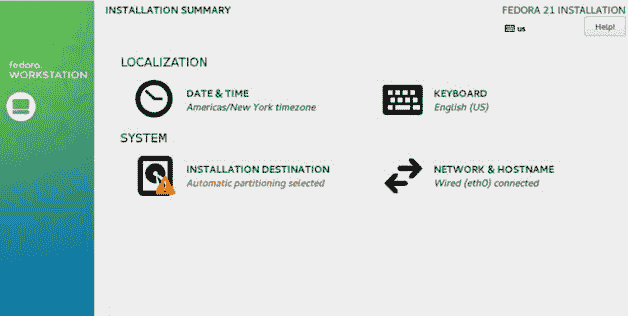 INSTALLATION SUMMARY
FEDORA 21 INSTALLATION
us
Help!
fedora
WORKSTATION
LOCALIZATION
DATE & TIME
Americas/New York timezone
KEYBOARD
English (US)
SYSTEM
INSTALLATION DESTINATION
Automatic partitioning selected
NETWORK & HOSTNAME
Wired (eth0) connected